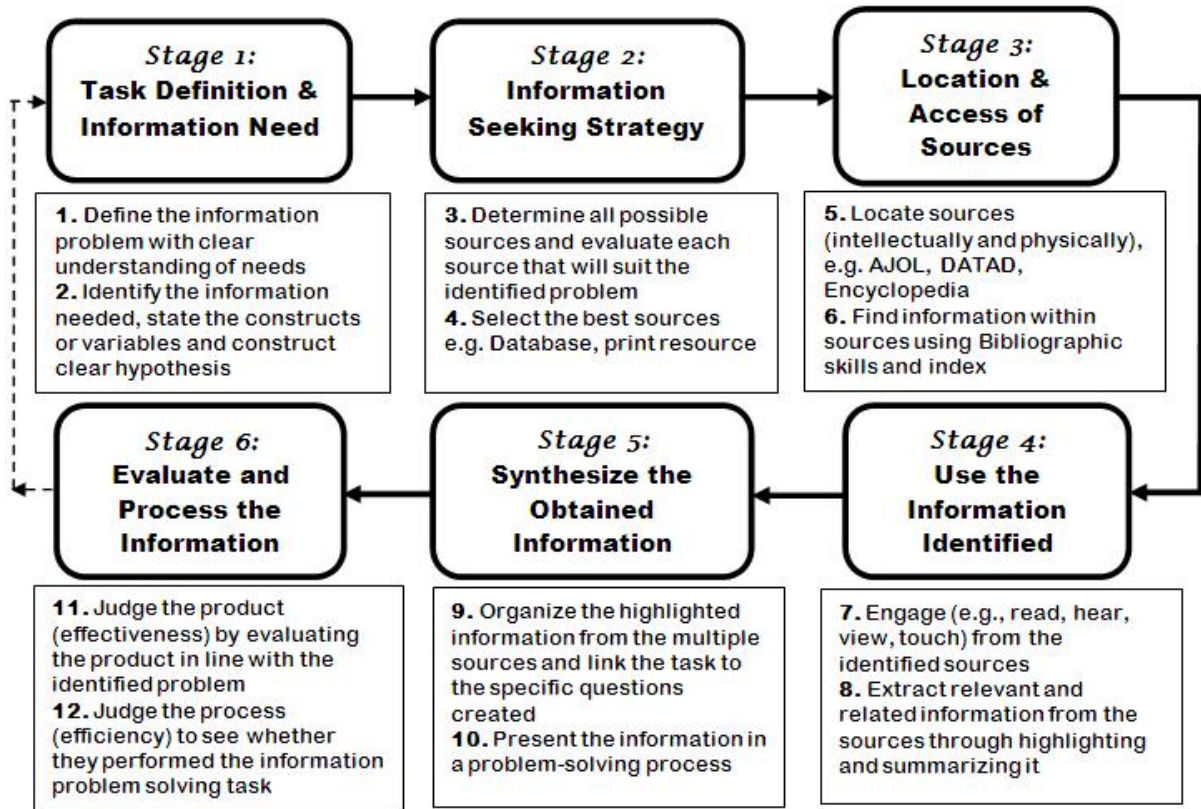 Stage 1:
Task Definition &
Information Need
1. Define the information
problem with clear
understanding of needs
2. Identify the information
needed, state the constructs
or variables and construct
clear hypothesis
Stage 2:
Information
Seeking Strategy
3. Determine all possible
sources and evaluate each
source that will suit the
identified problem
4. Select the best sources
e.g. Database, print resource
Stage 3:
Location &
Access of
Sources
5. Locate sources
(intellectually and physically),
e.g. AJOL, DATAD,
Encyclopedia
6. Find information within
sources using Bibliographic
skills and index
Stage 4:
Use the
Information
Identified
7. Engage (e.g., read, hear,
view, touch) from the
identified sources
8. Extract relevant and
related information from the
sources through highlighting
and summarizing it
Stage 5:
Synthesize the
Obtained
Information
9. Organize the highlighted
information from the multiple
sources and link the task to
the specific questions
created
10. Present the information in
a problem-solving process
Stage 6:
Evaluate and
Process the
Information
11. Judge the product
(effectiveness) by evaluating
the product in line with the
identified problem
12. Judge the process
(efficiency) to see whether
they performed the information
problem solving task